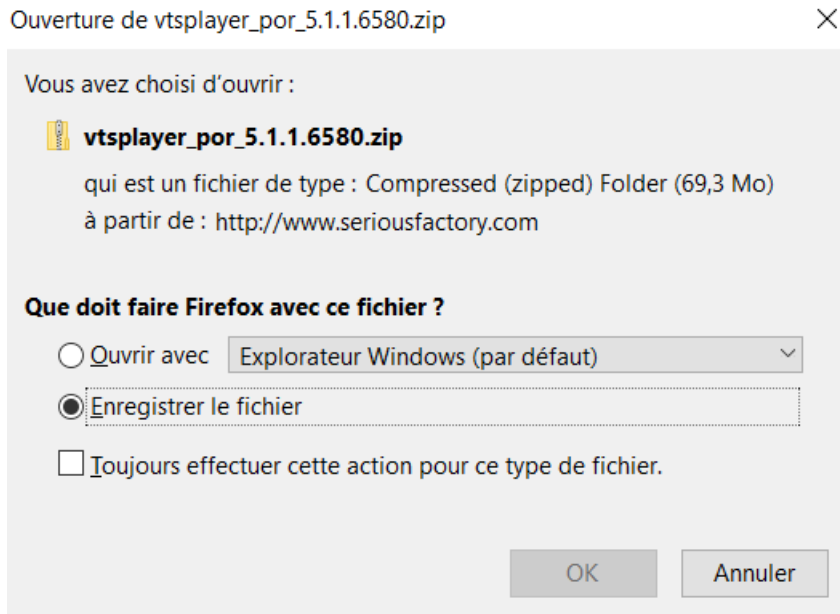 Ouverture de vtsplayer_por_5.1.1.6580.zip
Vous avez choisi d'ouvrir :
vtsplayer_por_5.1.1.6580.zip
qui est un fichier de type : Compressed (zipped) Folder (69,3 Mo)
à partir de : http://www.seriousfactory.com
Que doit faire Firefox avec ce fichier ?
Ouvrir avec Explorateur Windows (par défaut)
Enregistrer le fichier
Toujours effectuer cette action pour ce type de fichier.
OK Annuler